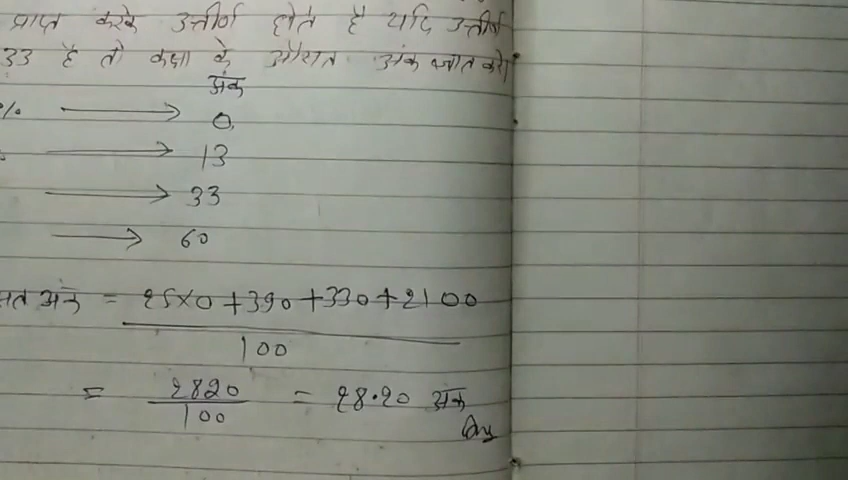 प्राप्त करके उत्तीर्ण होते है यदि उत्तीर्ण
33 है तो कक्षा के औसत अंक ज्ञात करो।
अंक
% → 0
→ 13
→ 33
→ 60
सत अंक = 25×0+390+330+2100
100
= 2820 = 28.20 अंक
100
Ans